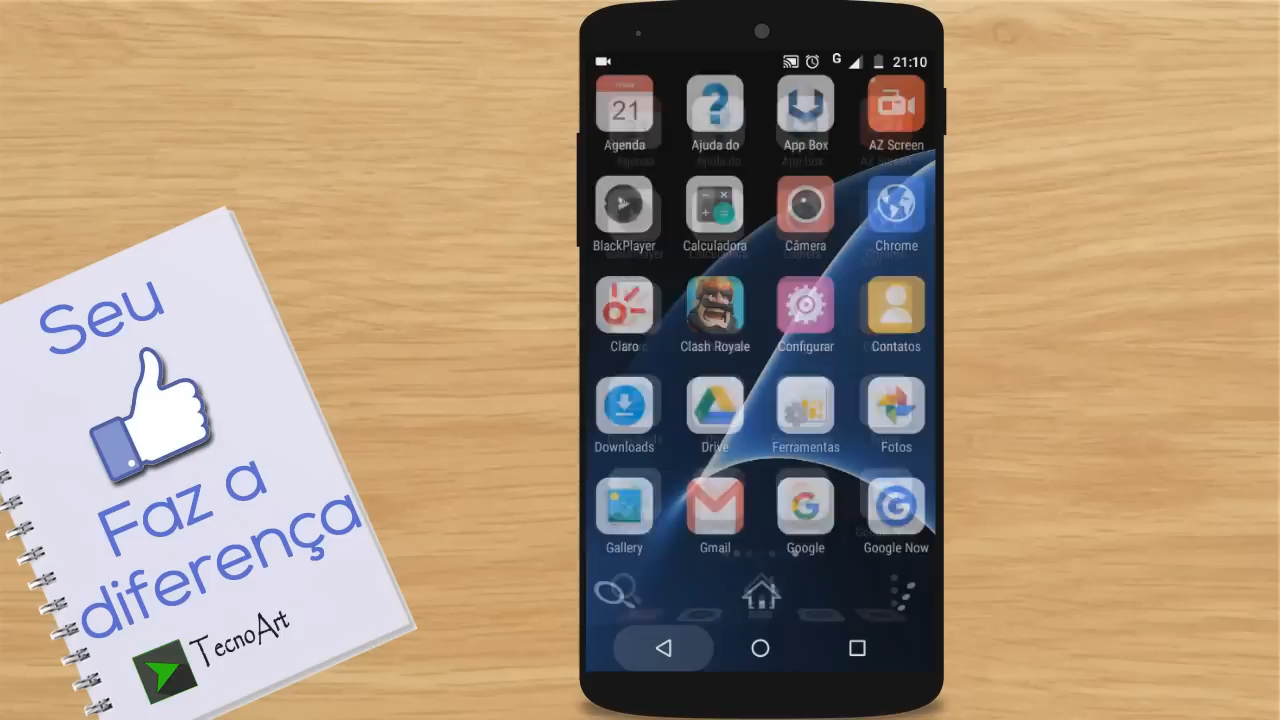 Seu
Faz a
diferença
TecnoArt
G
21:10
21
Agenda
Ajuda do
App Box
AZ Screen
BlackPlayer
Calculadora
Câmera
Chrome
Claro
Clash Royale
Configurar
Contatos
Downloads
Drive
Ferramentas
Fotos
Gallery
Gmail
Google
Google Now